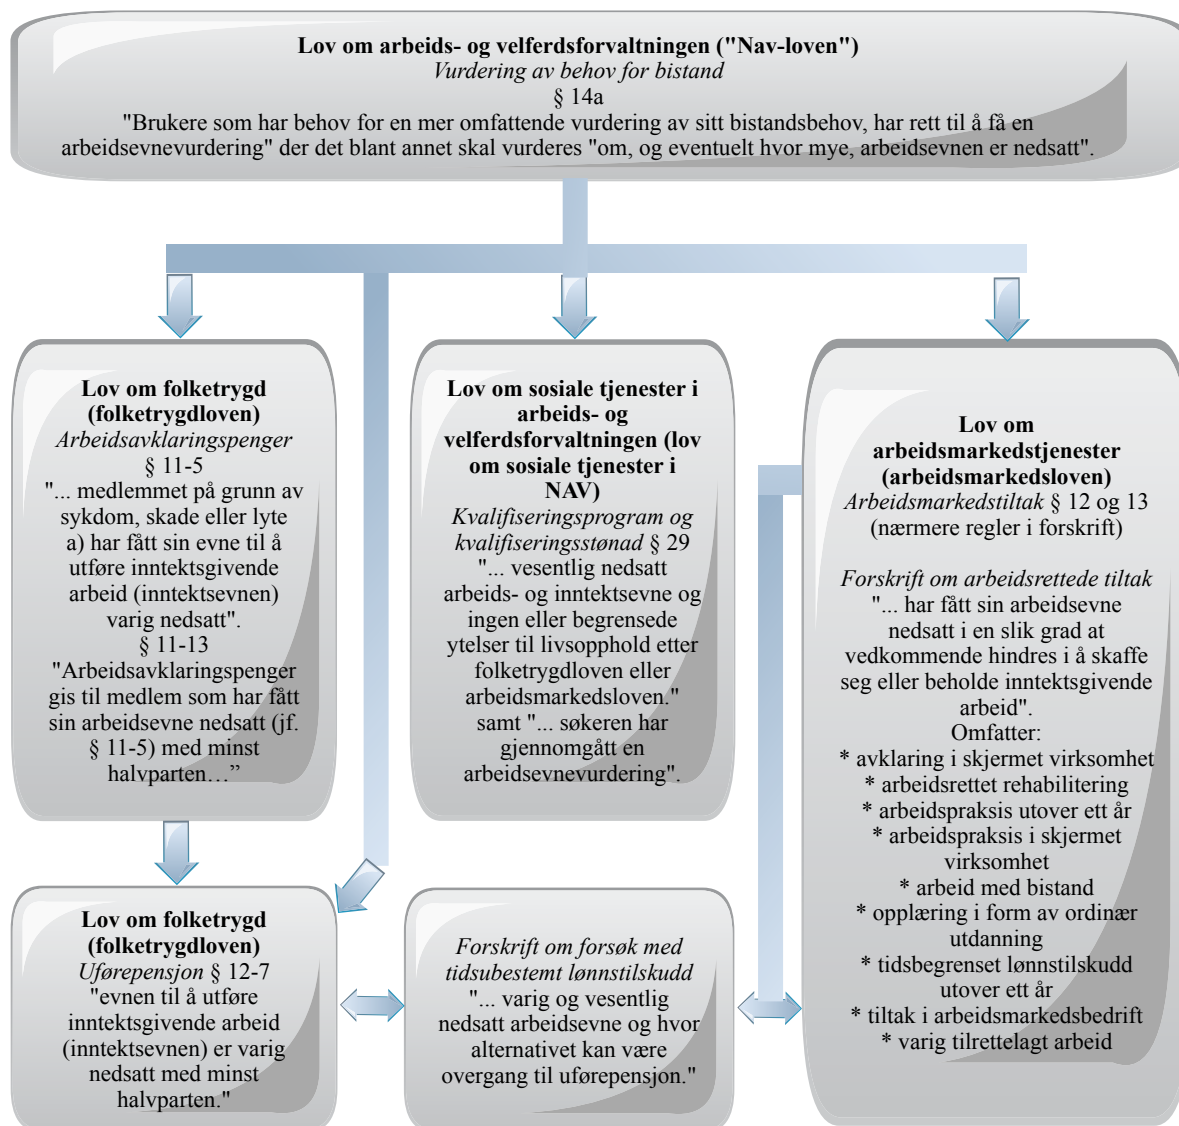 Lov om arbeids- og velferdsforvaltningen ("Nav-loven")
Vurdering av behov for bistand
§ 14a
"Brukere som har behov for en mer omfattende vurdering av sitt bistandsbehov, har rett til å få en
arbeidsevnevurdering" der det blant annet skal vurderes "om, og eventuelt hvor mye, arbeidsevnen er nedsatt".
Lov om folketrygd
(folketrygdloven)
Arbeidsavklaringspenger
§ 11-5
"... medlemmet på grunn av
sykdom, skade eller lyte
a) har fått sin evne til å
utføre inntektsgivende
arbeid (inntektsevnen)
varig nedsatt".
§ 11-13
"Arbeidsavklaringspenger
gis til medlem som har fått
sin arbeidsevne nedsatt (jf.
§ 11-5) med minst
halvparten…”
Lov om sosiale tjenester i
arbeids- og
velferdsforvaltningen (lov
om sosiale tjenester i
NAV)
Kvalifiseringsprogram og
kvalifiseringsstønad § 29
"... vesentlig nedsatt
arbeids- og inntektsevne og
ingen eller begrensede
ytelser til livsopphold etter
folketrygdloven eller
arbeidsmarkedsloven."
samt "... søkeren har
gjennomgått en
arbeidsevnevurdering".
Lov om
arbeidsmarkedstjenester
(arbeidsmarkedsloven)
Arbeidsmarkedstiltak § 12 og 13
(nærmere regler i forskrift)
Forskrift om arbeidsrettede tiltak
"... har fått sin arbeidsevne
nedsatt i en slik grad at
vedkommende hindres i å skaffe
seg eller beholde inntektsgivende
arbeid".
Omfatter:
* avklaring i skjermet virksomhet
* arbeidsrettet rehabilitering
* arbeidspraksis utover ett år
* arbeidspraksis i skjermet
virksomhet
* arbeid med bistand
* opplæring i form av ordinær
utdanning
* tidsbegrenset lønnstilskudd
utover ett år
* tiltak i arbeidsmarkedsbedrift
* varig tilrettelagt arbeid
Lov om folketrygd
(folketrygdloven)
Uførepensjon § 12-7
"evnen til å utføre
inntektsgivende arbeid
(inntektsevnen) er varig
nedsatt med minst
halvparten."
Forskrift om forsøk med
tidsubestemt lønnstilskudd
"... varig og vesentlig
nedsatt arbeidsevne og hvor
alternativet kan være
overgang til uførepensjon."